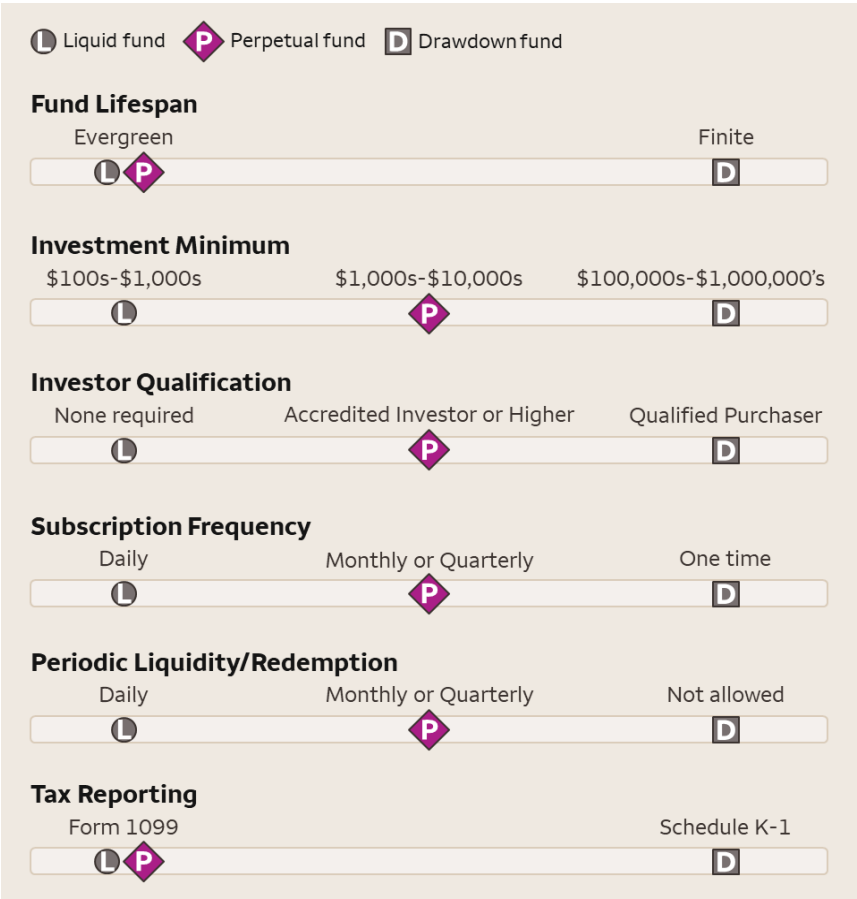 L Liquid fund P Perpetual fund D Drawdown fund
Fund Lifespan
Evergreen Finite
L P D
Investment Minimum
$100s-$1,000s $1,000s-$10,000s $100,000s-$1,000,000’s
L P D
Investor Qualification
None required Accredited Investor or Higher Qualified Purchaser
L P D
Subscription Frequency
Daily Monthly or Quarterly One time
L P D
Periodic Liquidity/Redemption
Daily Monthly or Quarterly Not allowed
L P D
Tax Reporting
Form 1099 Schedule K-1
L P D